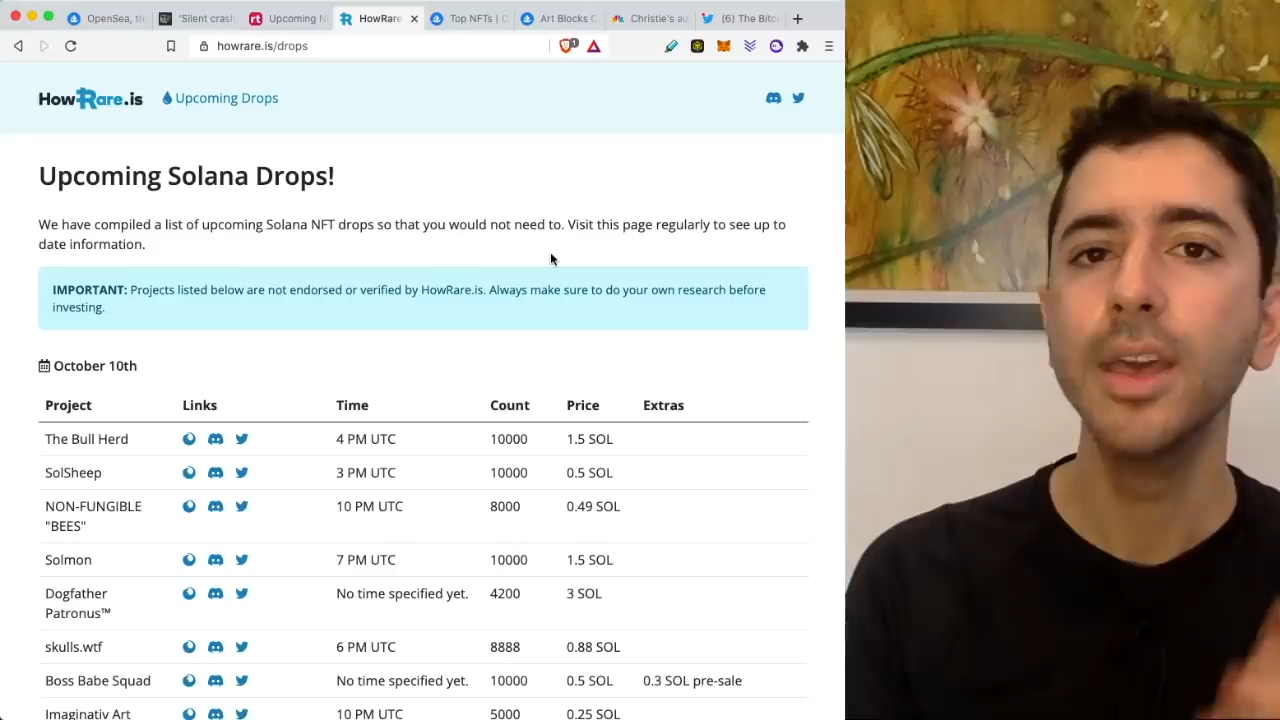 OpenSea, th
"Silent crash
Upcoming N
HowRare
Top NFTs | O
Art Blocks C
Christie's au
(6) The Bitc
howrare.is/drops
1
HowRare.is
Upcoming Drops
Upcoming Solana Drops!
We have compiled a list of upcoming Solana NFT drops so that you would not need to. Visit this page regularly to see up to
date information.
IMPORTANT: Projects listed below are not endorsed or verified by HowRare.is. Always make sure to do your own research before
investing.
October 10th
Project Links Time Count Price Extras
The Bull Herd 4 PM UTC 10000 1.5 SOL
SolSheep 3 PM UTC 10000 0.5 SOL
NON-FUNGIBLE
"BEES" 10 PM UTC 8000 0.49 SOL
Solmon 7 PM UTC 10000 1.5 SOL
Dogfather
Patronus™ No time specified yet. 4200 3 SOL
skulls.wtf 6 PM UTC 8888 0.88 SOL
Boss Babe Squad No time specified yet. 10000 0.5 SOL 0.3 SOL pre-sale
Imaginativ Art 10 PM UTC 5000 0.25 SOL